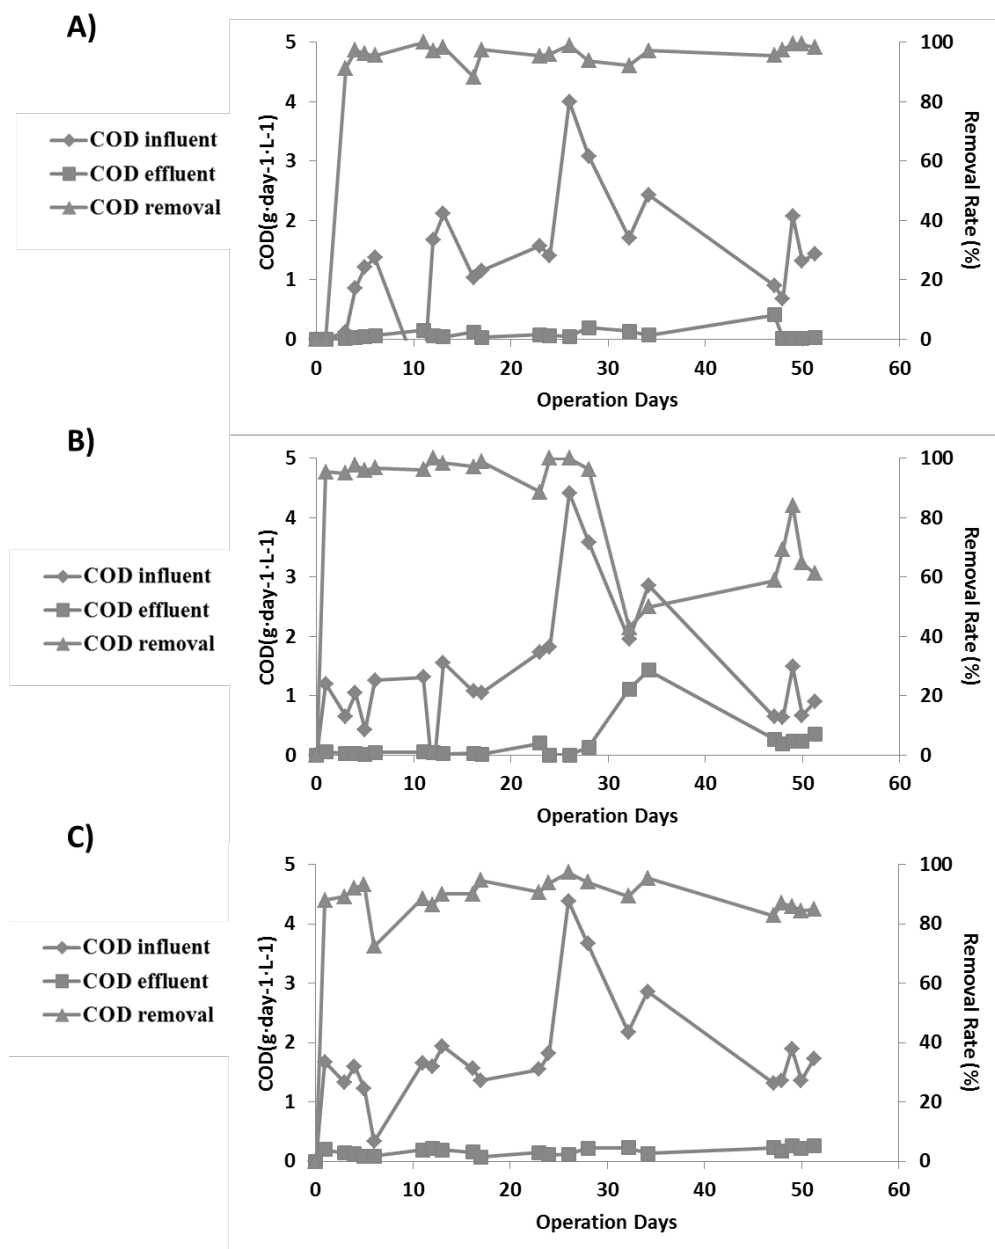 A)
COD influent
COD effluent
COD removal
5
4
3
2
1
0
COD(g·day-1·L-1)
100
80
60
40
20
0
Removal Rate (%)
0 10 20 30 40 50 60
Operation Days
B)
COD influent
COD effluent
COD removal
5
4
3
2
1
0
COD(g·day-1·L-1)
100
80
60
40
20
0
Removal Rate (%)
0 10 20 30 40 50 60
Operation Days
C)
COD influent
COD effluent
COD removal
5
4
3
2
1
0
COD(g·day-1·L-1)
100
80
60
40
20
0
Removal Rate (%)
0 10 20 30 40 50 60
Operation Days